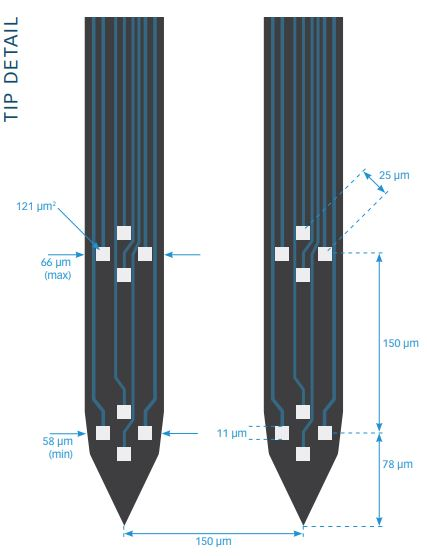 TIP DETAIL
25 µm
121 µm²
66 µm
(max)
150 µm
11 µm
58 µm
(min)
78 µm
150 µm